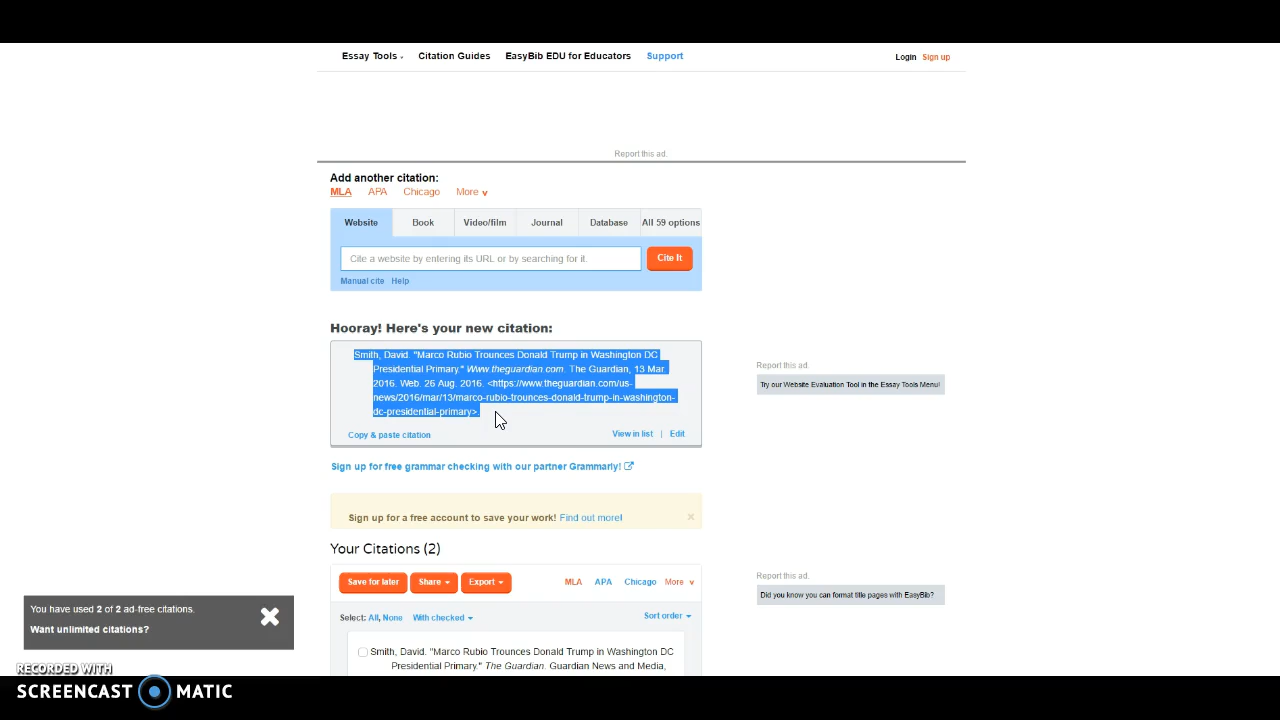 Essay Tools Citation Guides EasyBib EDU for Educators Support Login Sign up
Report this ad.
Add another citation:
MLA APA Chicago More v
Website Book Video/film Journal Database All 59 options
Cite a website by entering its URL or by searching for it. Cite It
Manual cite Help
Hooray! Here's your new citation:
Smith, David. "Marco Rubio Trounces Donald Trump in Washington DC
Presidential Primary." Www.theguardian.com. The Guardian, 13 Mar.
2016. Web. 26 Aug. 2016. <https://www.theguardian.com/us-
news/2016/mar/13/marco-rubio-trounces-donald-trump-in-washington-
dc-presidential-primary>.
Copy & paste citation View in list | Edit
Report this ad.
Try our Website Evaluation Tool in the Essay Tools Menu!
Sign up for free grammar checking with our partner Grammarly!
Sign up for a free account to save your work! Find out more! ×
Your Citations (2)
Save for later Share Export MLA APA Chicago More v
Report this ad.
Did you know you can format title pages with EasyBib?
Select: All, None With checked Sort order
Smith, David. "Marco Rubio Trounces Donald Trump in Washington DC
Presidential Primary." The Guardian. Guardian News and Media,
You have used 2 of 2 ad-free citations.
Want unlimited citations?
RECORDED WITH
SCREENCAST MATIC